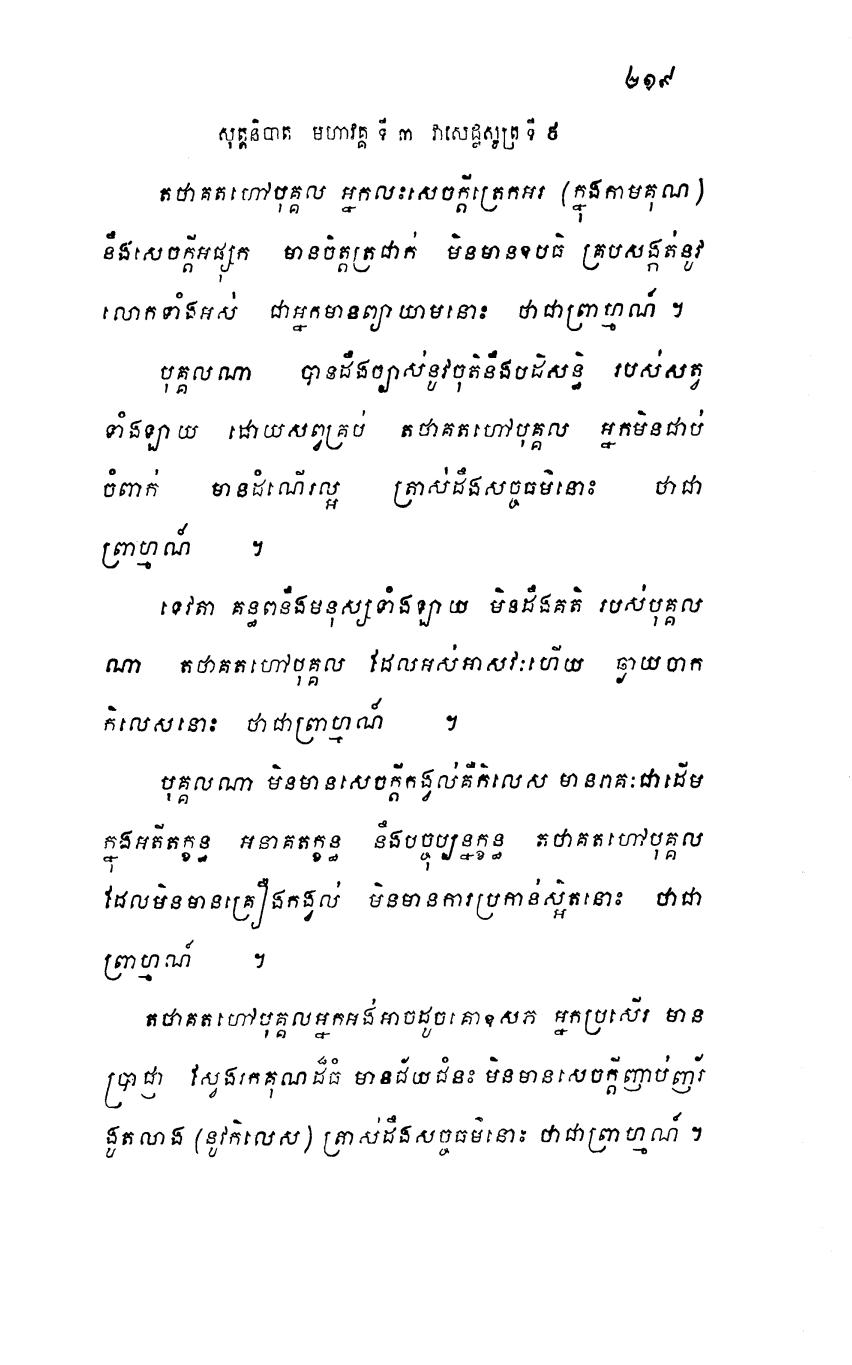 ២១៩
សុត្តនិបាត មហាវគ្គ ទី ៣ វាសេដ្ឋសូត្រ ទី ៩
តថាគតហៅបុគ្គល អ្នកលះសេចក្តីត្រេកអរ (ក្នុងកាមគុណ)
នឹងសេចក្តីអផ្សុក មានចិត្តត្រជាក់ មិនមានឧបធិ គ្របសង្កត់នូវ
លោកទាំងអស់ ជាអ្នកមានព្យាយាមនោះ ថាជាព្រាហ្មណ៍ ។
បុគ្គលណា បានដឹងច្បាស់នូវចុតិនឹងបដិសន្ធិ របស់សត្វ
ទាំងឡាយ ដោយសព្វគ្រប់ តថាគតហៅបុគ្គល អ្នកមិនជាប់
ចំពាក់ មានដំណើរល្អ ត្រាស់ដឹងសច្ចធម៌នោះ ថាជា
ព្រាហ្មណ៍ ។
ទេវតា គន្ធព្វនឹងមនុស្សទាំងឡាយ មិនដឹងគតិ របស់បុគ្គល
ណា តថាគតហៅបុគ្គល ដែលអស់អាសវៈហើយ ឆ្ងាយចាក
កិលេសនោះ ថាជាព្រាហ្មណ៍ ។
បុគ្គលណា មិនមានសេចក្តីកង្វល់គឺកិលេស មានរាគៈជាដើម
ក្នុងអតីតក្ខន្ធ អនាគតក្ខន្ធ នឹងបច្ចុប្បន្នក្ខន្ធ តថាគតហៅបុគ្គល
ដែលមិនមានគ្រឿងកង្វល់ មិនមានការប្រកាន់ស្អិតនោះ ថាជា
ព្រាហ្មណ៍ ។
តថាគតហៅបុគ្គលអ្នកអង់អាចដូចគោឧសភ អ្នកប្រសើរ មាន
ប្រាជ្ញា ស្វែងរកគុណដ៏ធំ មានជ័យជំនះ មិនមានសេចក្តីញាប់ញ័រ
ងូតលាង (នូវកិលេស) ត្រាស់ដឹងសច្ចធម៌នោះ ថាជាព្រាហ្មណ៍ ។